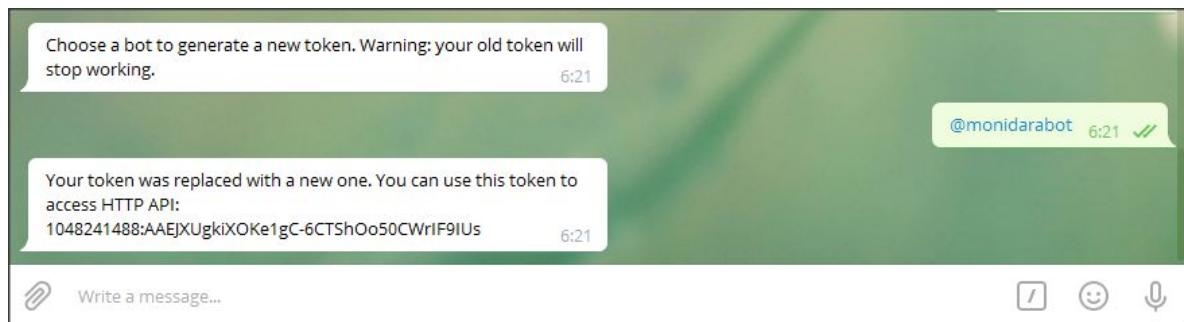 Choose a bot to generate a new token. Warning: your old token will
stop working.
6:21
@monidarabot 6:21
Your token was replaced with a new one. You can use this token to
access HTTP API:
1048241488:AAEJXUgkiXOKe1gC-6CTShOo50CWrIF9IUs
6:21
Write a message...